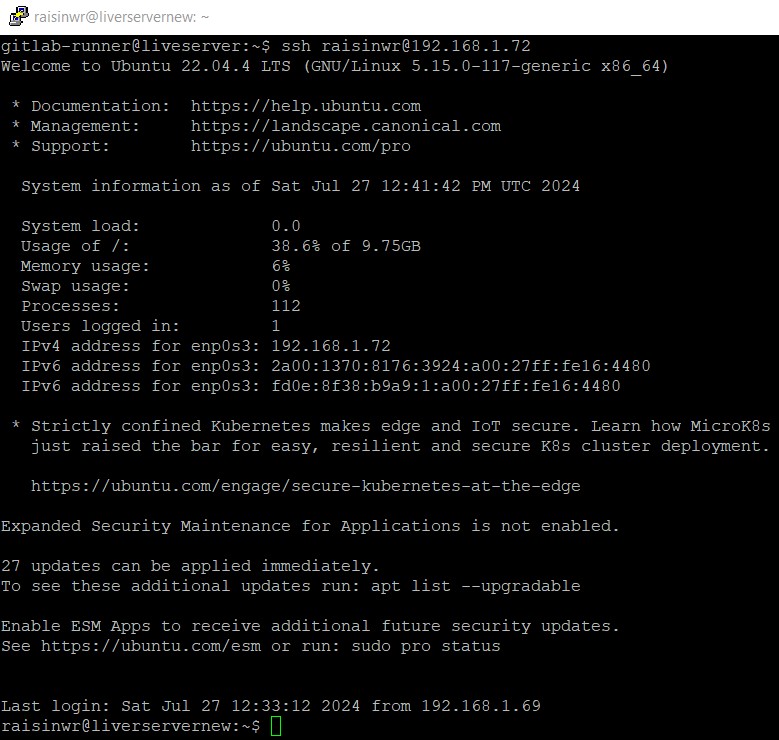 raisinwr@liverservernew: ~
gitlab-runner@liveserver:~$ ssh raisinwr@192.168.1.72
Welcome to Ubuntu 22.04.4 LTS (GNU/Linux 5.15.0-117-generic x86_64)
* Documentation:  https://help.ubuntu.com
* Management:     https://landscape.canonical.com
* Support:        https://ubuntu.com/pro
System information as of Sat Jul 27 12:41:42 PM UTC 2024
System load:             0.0
Usage of /:              38.6% of 9.75GB
Memory usage:            6%
Swap usage:              0%
Processes:               112
Users logged in:         1
IPv4 address for enp0s3: 192.168.1.72
IPv6 address for enp0s3: 2a00:1370:8176:3924:a00:27ff:fe16:4480
IPv6 address for enp0s3: fd0e:8f38:b9a9:1:a00:27ff:fe16:4480
* Strictly confined Kubernetes makes edge and IoT secure. Learn how MicroK8s
just raised the bar for easy, resilient and secure K8s cluster deployment.
https://ubuntu.com/engage/secure-kubernetes-at-the-edge
Expanded Security Maintenance for Applications is not enabled.
27 updates can be applied immediately.
To see these additional updates run: apt list --upgradable
Enable ESM Apps to receive additional future security updates.
See https://ubuntu.com/esm or run: sudo pro status
Last login: Sat Jul 27 12:33:12 2024 from 192.168.1.69
raisinwr@liverservernew:~$